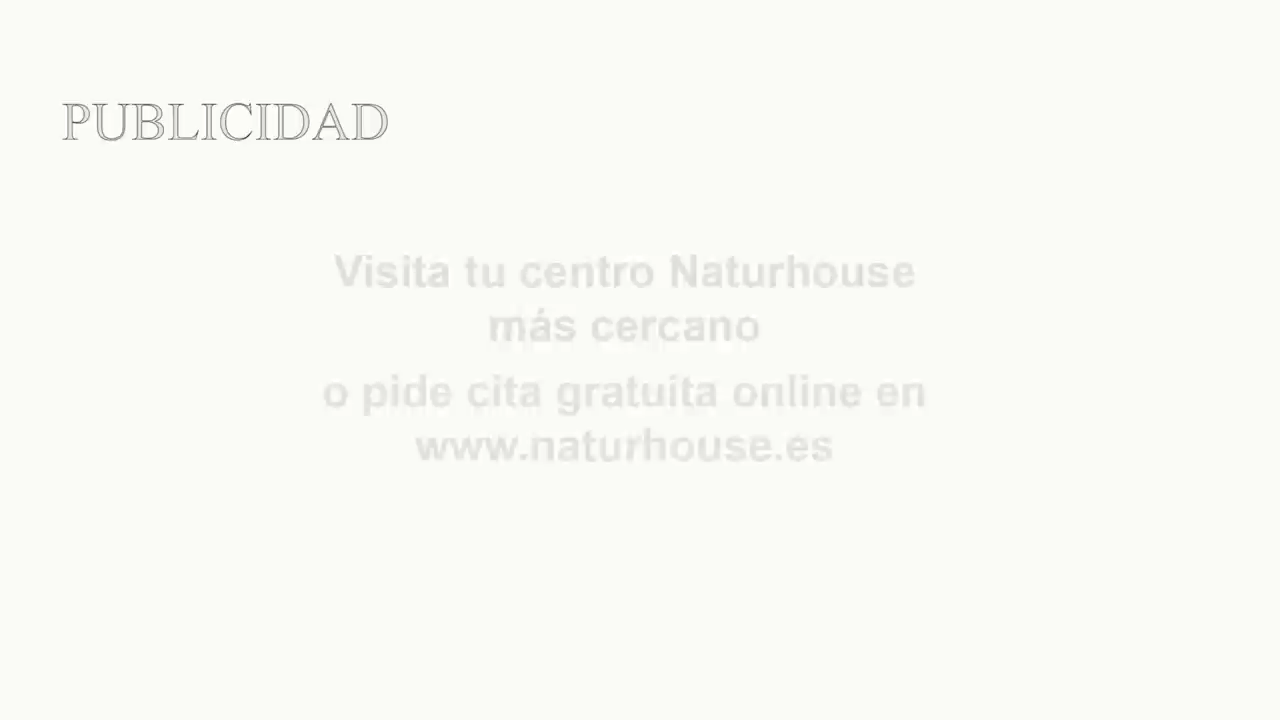 PUBLICIDAD
Visita tu centro Naturhouse
más cercano
o pide cita gratuita online en
www.naturhouse.es